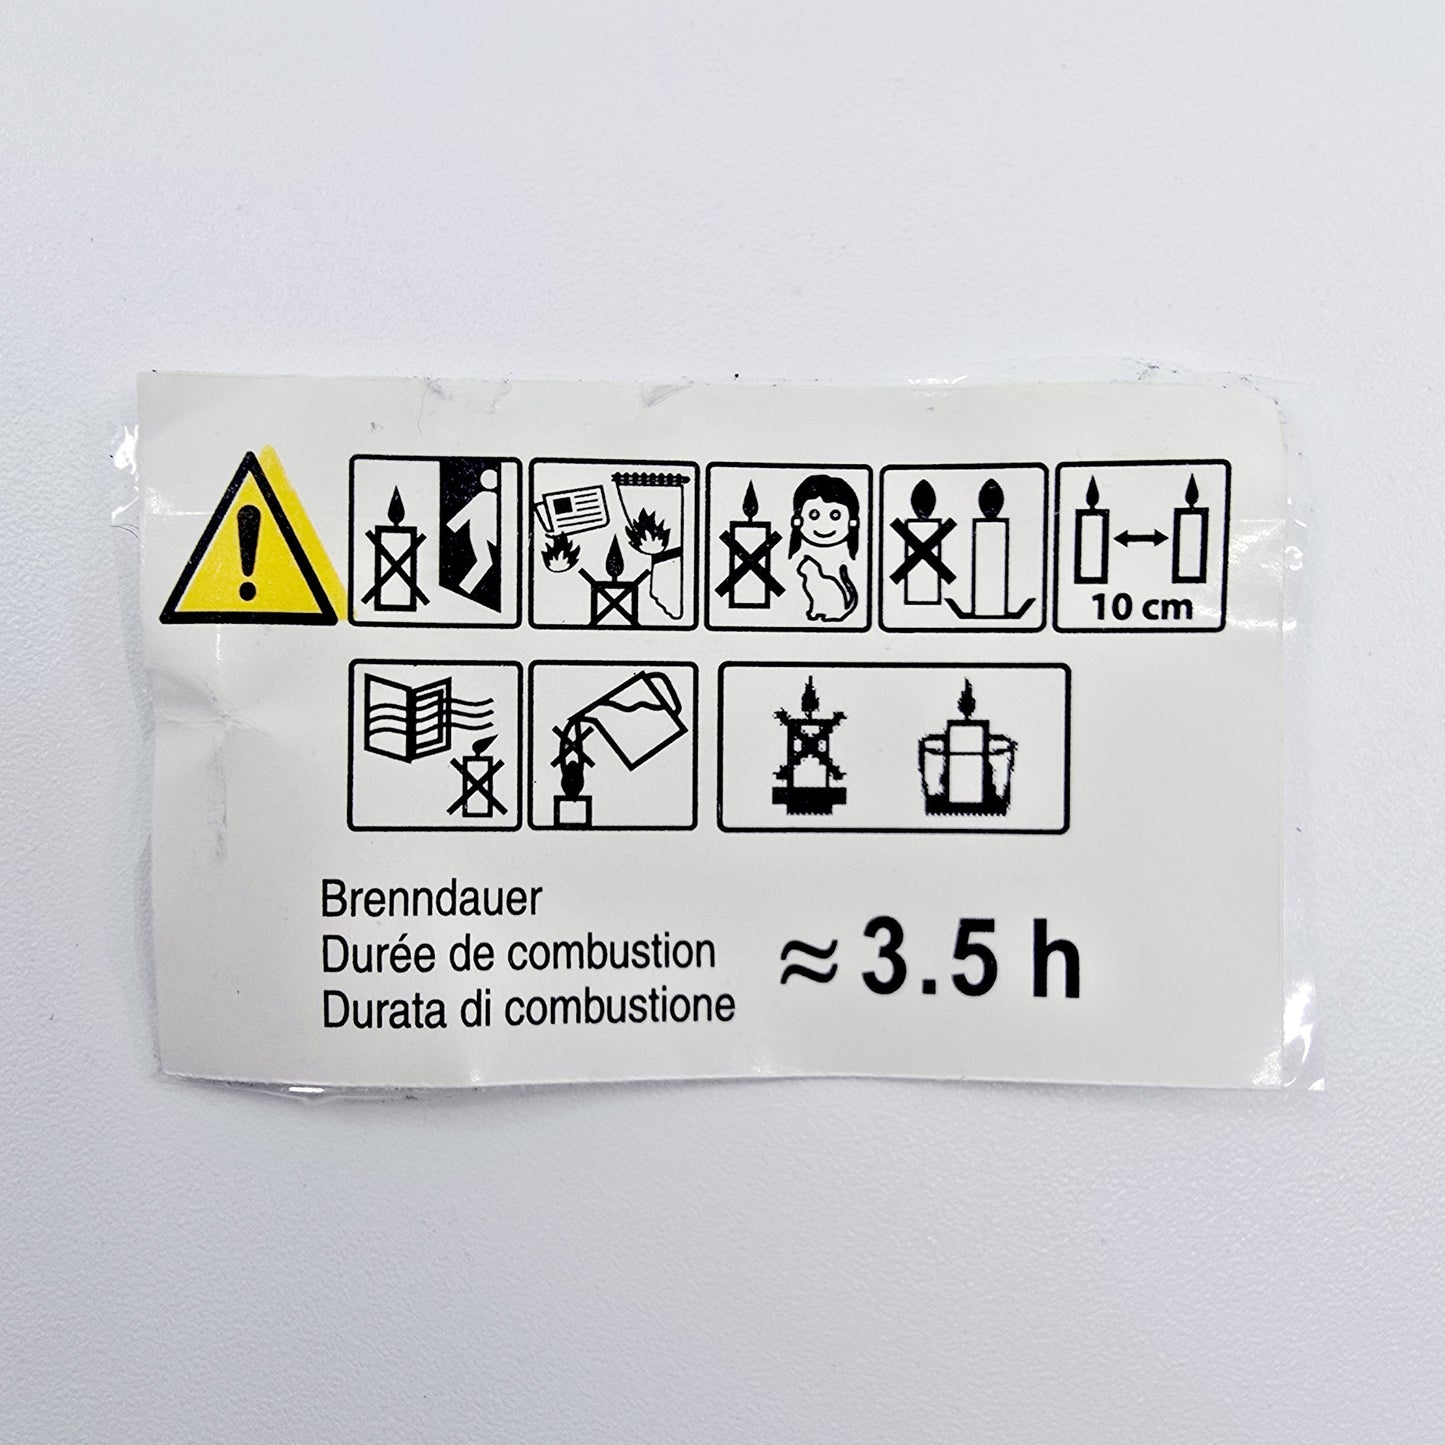 10 cm
Brenndauer
Durée de combustion
Durata di combustione
≈ 3.5 h